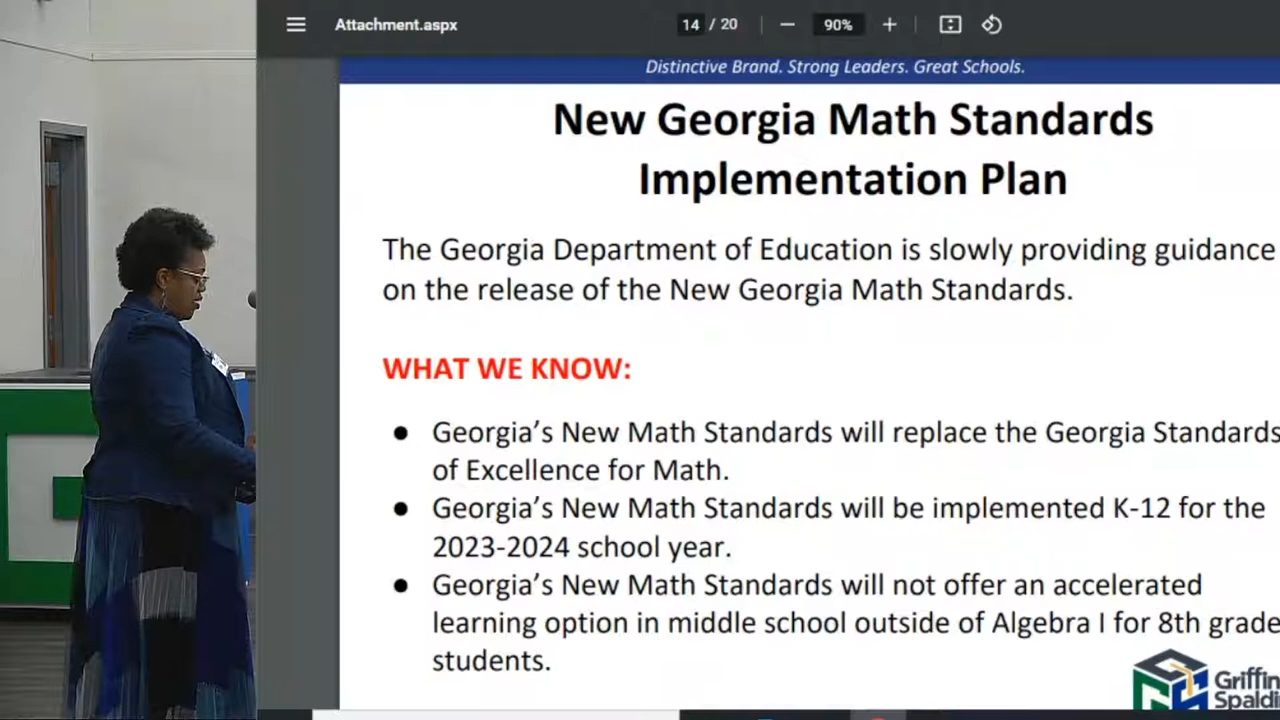 Attachment.aspx
14 / 20
90%
Distinctive Brand. Strong Leaders. Great Schools.
New Georgia Math Standards
Implementation Plan
The Georgia Department of Education is slowly providing guidance
on the release of the New Georgia Math Standards.
WHAT WE KNOW:
● Georgia's New Math Standards will replace the Georgia Standards
of Excellence for Math.
● Georgia's New Math Standards will be implemented K-12 for the
2023-2024 school year.
● Georgia's New Math Standards will not offer an accelerated
learning option in middle school outside of Algebra I for 8th grade
students.
Griffin
Spaldin